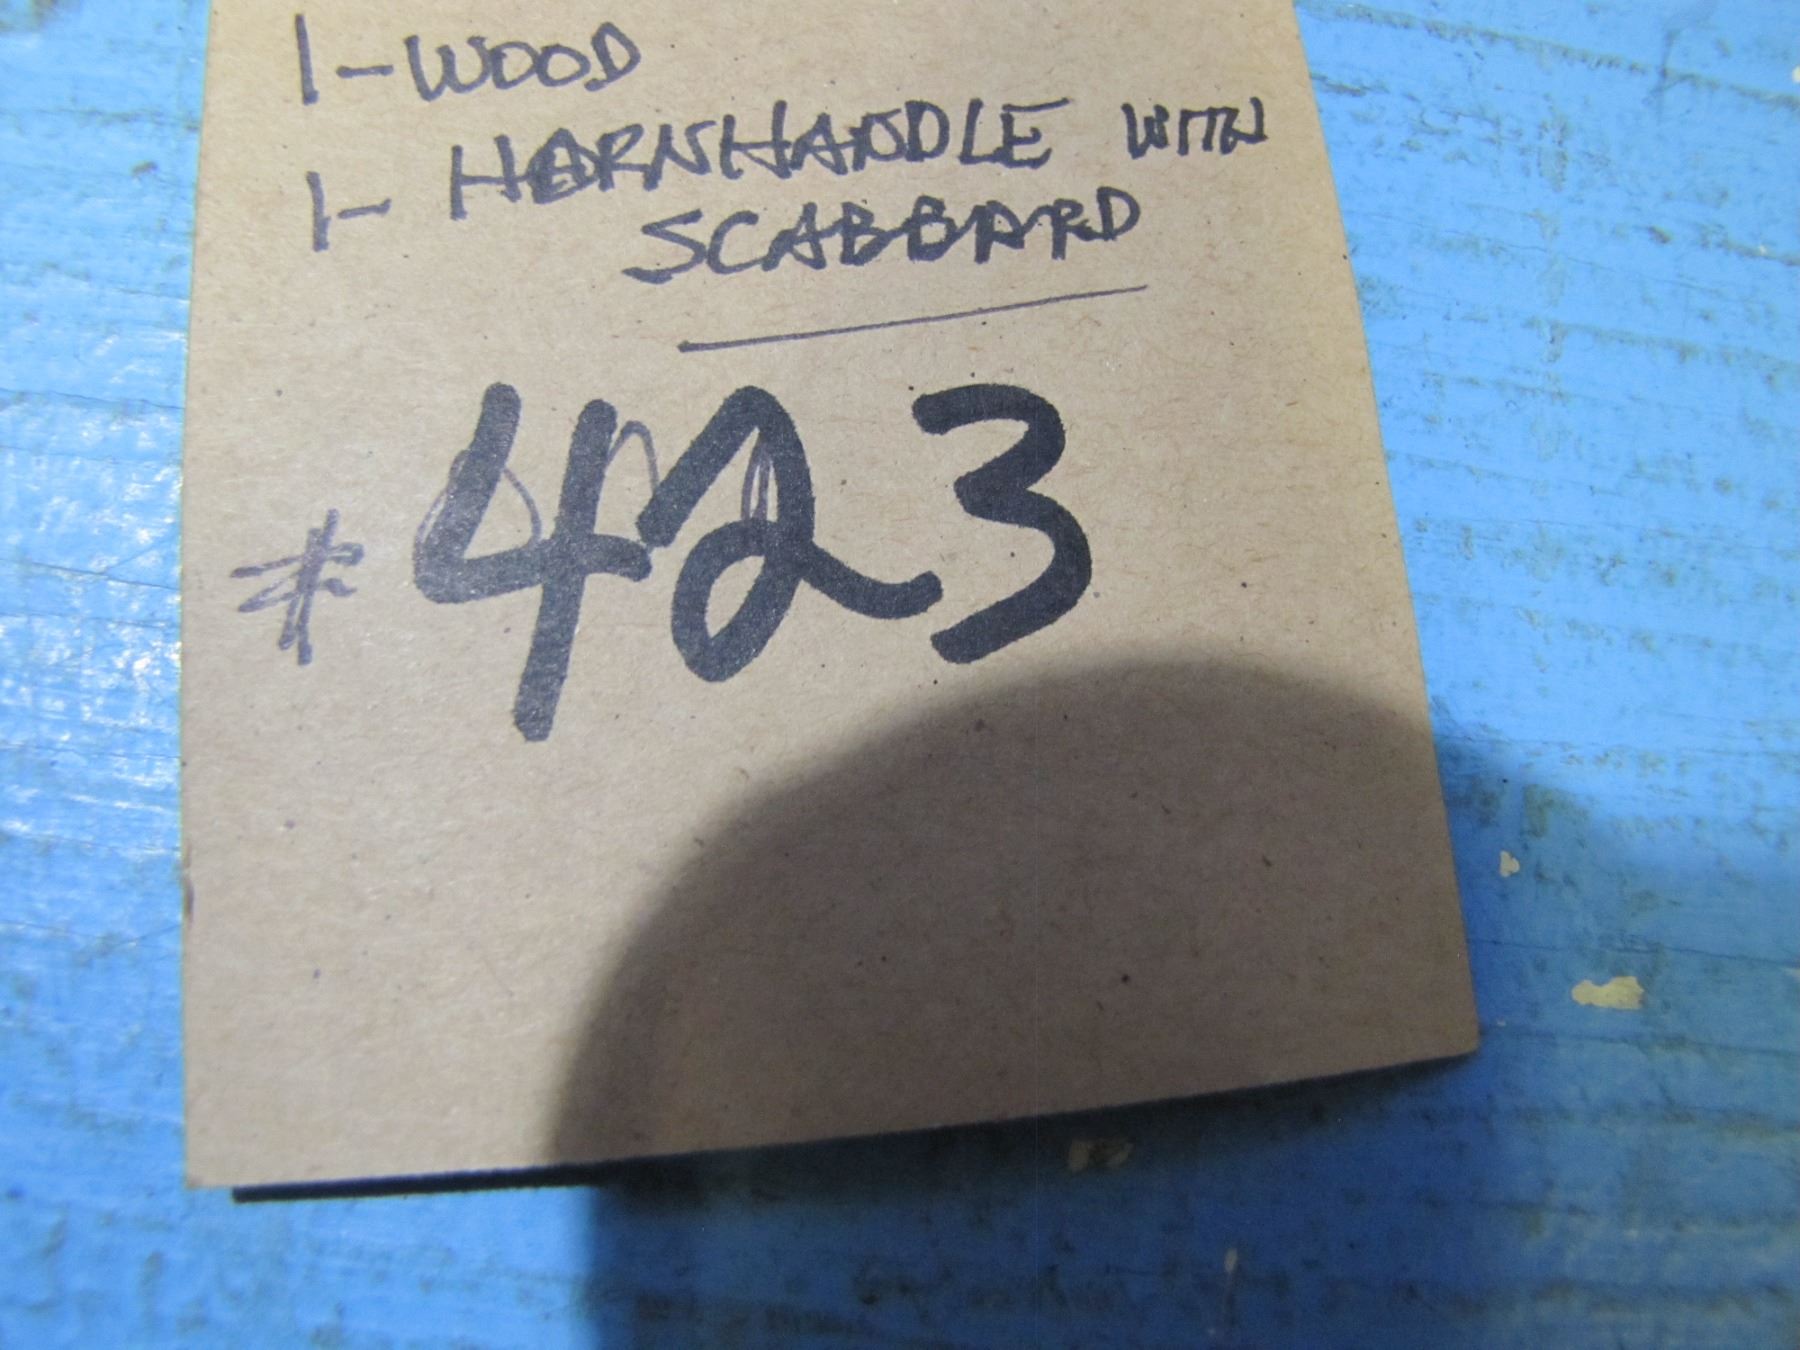 1-WOOD
1- HORNHANDLE WITH
SCABBARD
# 423